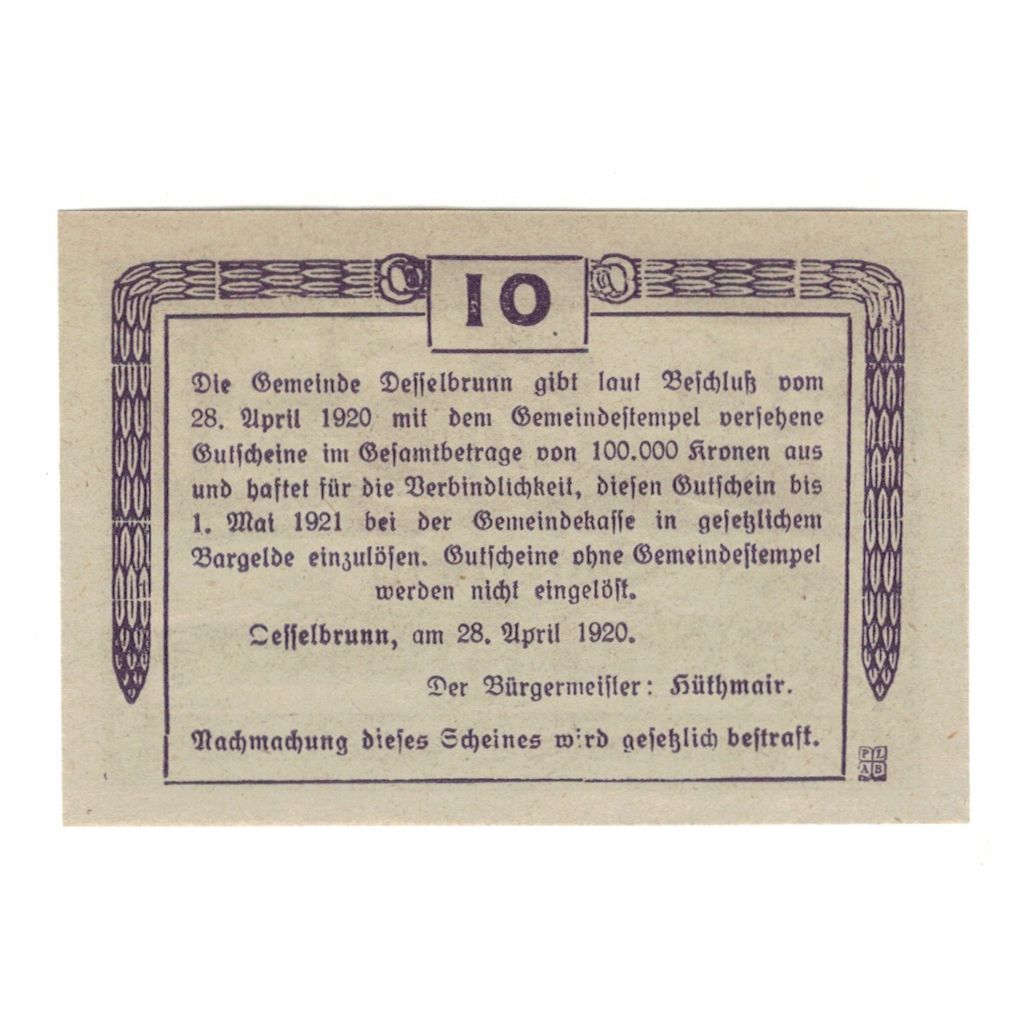 10
Die Gemeinde Desselbrunn gibt laut Beschluß vom
28. April 1920 mit dem Gemeindestempel versehene
Gutscheine im Gesamtbetrage von 100.000 Kronen aus
und haftet für die Verbindlichkeit, diesen Gutschein bis
1. Mai 1921 bei der Gemeindekasse in gesetzlichem
Bargelde einzulösen. Gutscheine ohne Gemeindestempel
werden nicht eingelöst.
Desselbrunn, am 28. April 1920.
Der Bürgermeister: Hüthmair.
Nachmachung dieses Scheines wird gesetzlich bestraft.
P L
A B